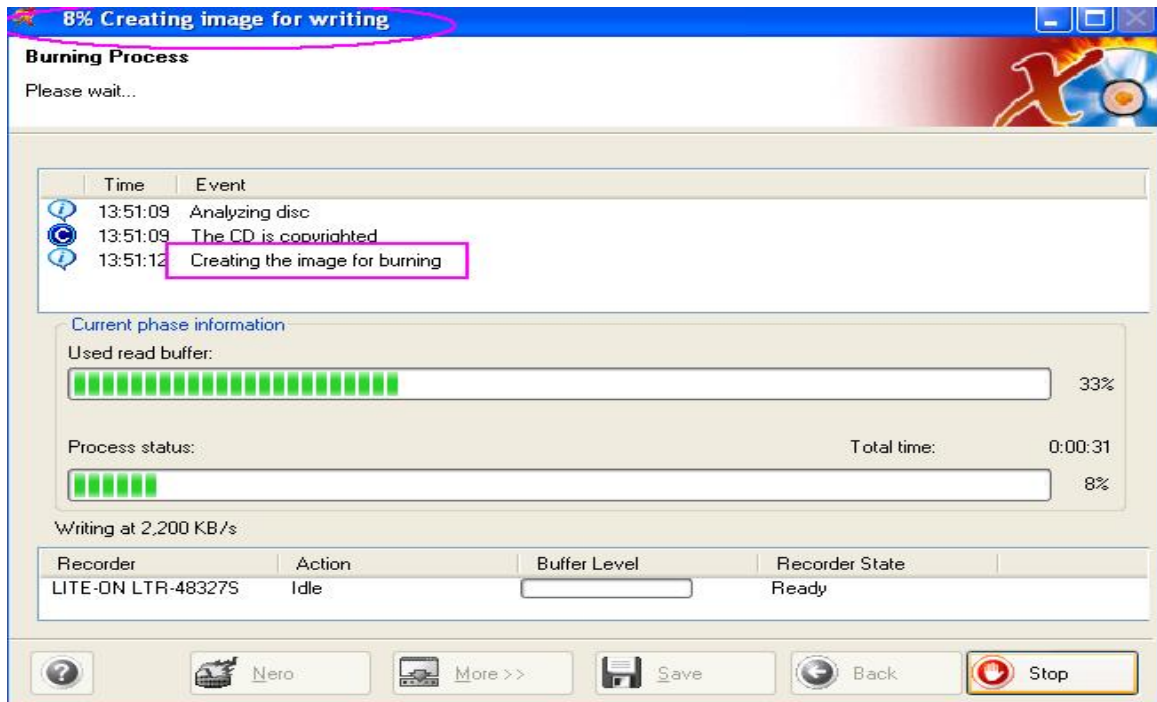 8% Creating image for writing
Burning Process
Please wait...
Time Event
13:51:09 Analyzing disc
13:51:09 The CD is copyrighted
13:51:12 Creating the image for burning
Current phase information
Used read buffer:
33%
Process status: Total time: 0:00:31
8%
Writing at 2,200 KB/s
Recorder Action Buffer Level Recorder State
LITE-ON LTR-48327S Idle Ready
Nero More >> Save Back Stop